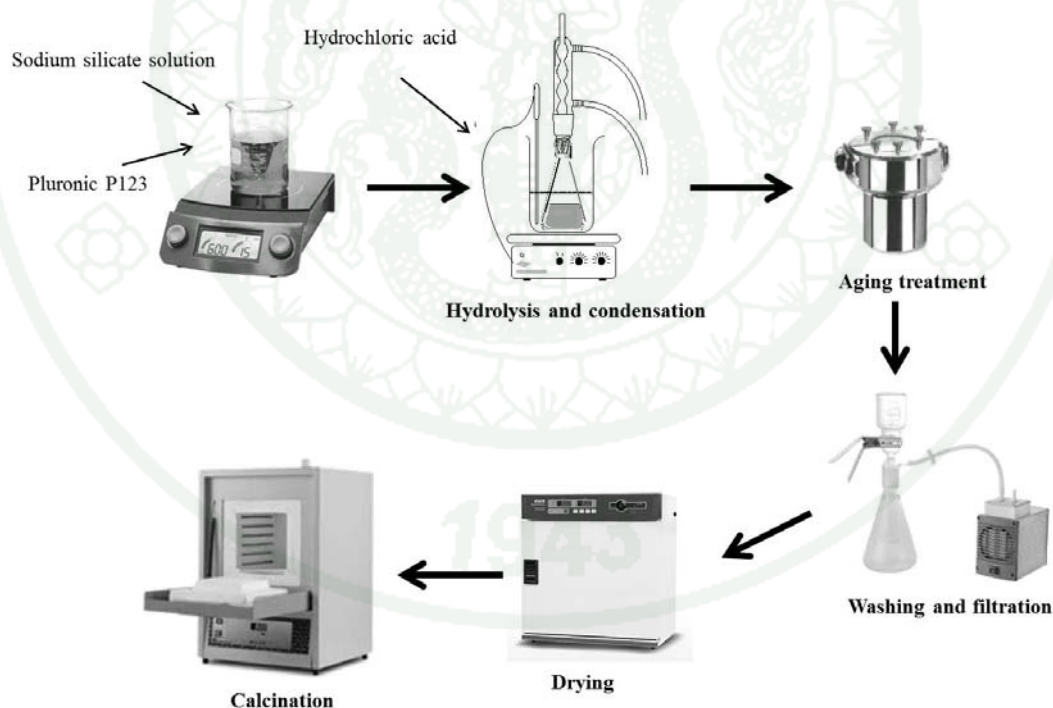 Hydrochloric acid
Sodium silicate solution
Pluronic P123
600 15
Hydrolysis and condensation
Aging treatment
Washing and filtration
1943
Drying
Calcination